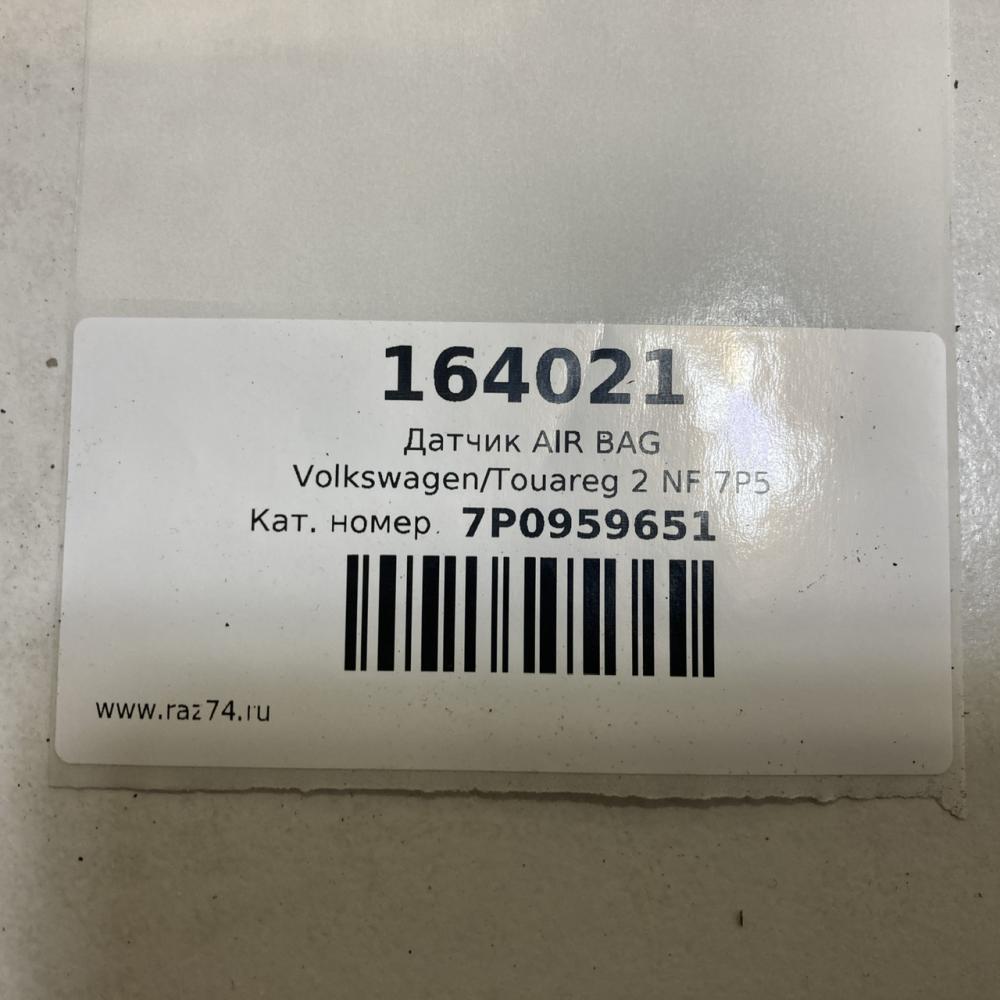 164021
Датчик AIR BAG
Volkswagen/Touareg 2 NF 7P5
Кат. номер. 7P0959651
www.raz74.ru